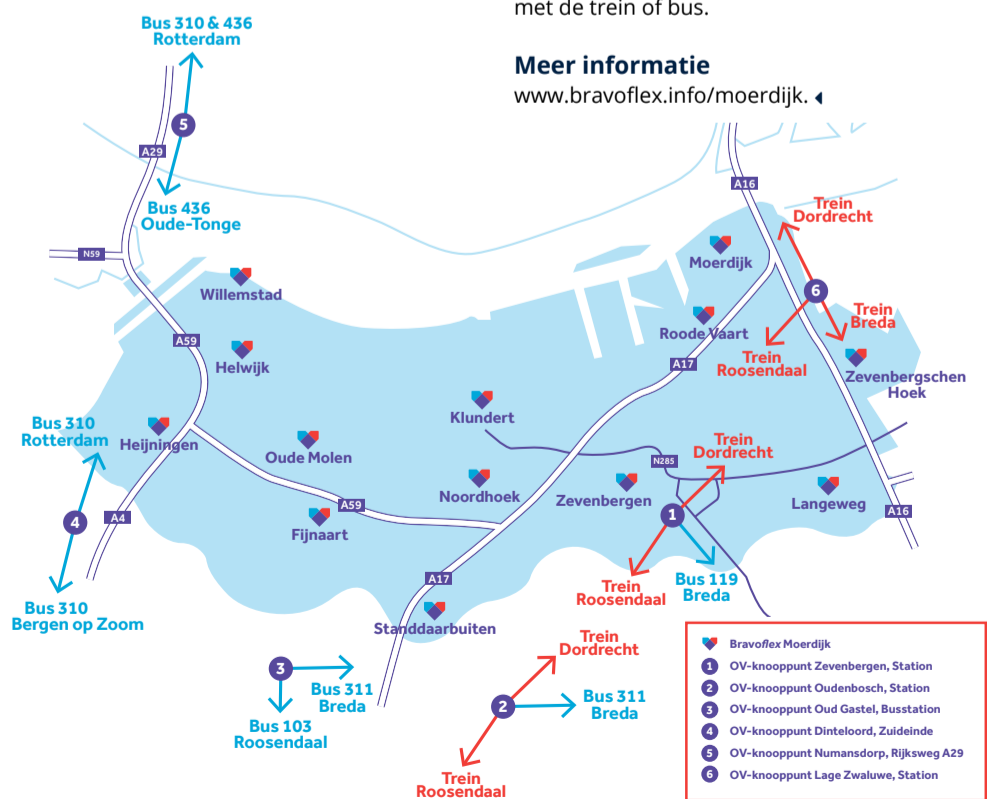 met de trein of bus.
Meer informatie
www.bravoflex.info/moerdijk.
Bus 310 & 436
Rotterdam
5
A29
Bus 436
Oude-Tonge
N59
A16
Trein
Dordrecht
Moerdijk
6
Willemstad
Trein
Breda
Roode Vaart
A59
Trein
Roosendaal
Helwijk
A17
Zevenbergschen
Hoek
Klundert
Bus 310
Rotterdam
Heijningen
Oude Molen
Trein
Dordrecht
N285
Noordhoek
Zevenbergen
Langeweg
A59
4
A4
Fijnaart
1
A16
A17
Trein
Roosendaal
Bus 119
Breda
Bus 310
Bergen op Zoom
Standdaarbuiten
Trein
Dordrecht
3
Bus 311
Breda
Bus 103
Roosendaal
2
Bus 311
Breda
Trein
Roosendaal
Bravoflex Moerdijk
1 OV-knooppunt Zevenbergen, Station
2 OV-knooppunt Oudenbosch, Station
3 OV-knooppunt Oud Gastel, Busstation
4 OV-knooppunt Dinteloord, Zuideinde
5 OV-knooppunt Numansdorp, Rijksweg A29
6 OV-knooppunt Lage Zwaluwe, Station